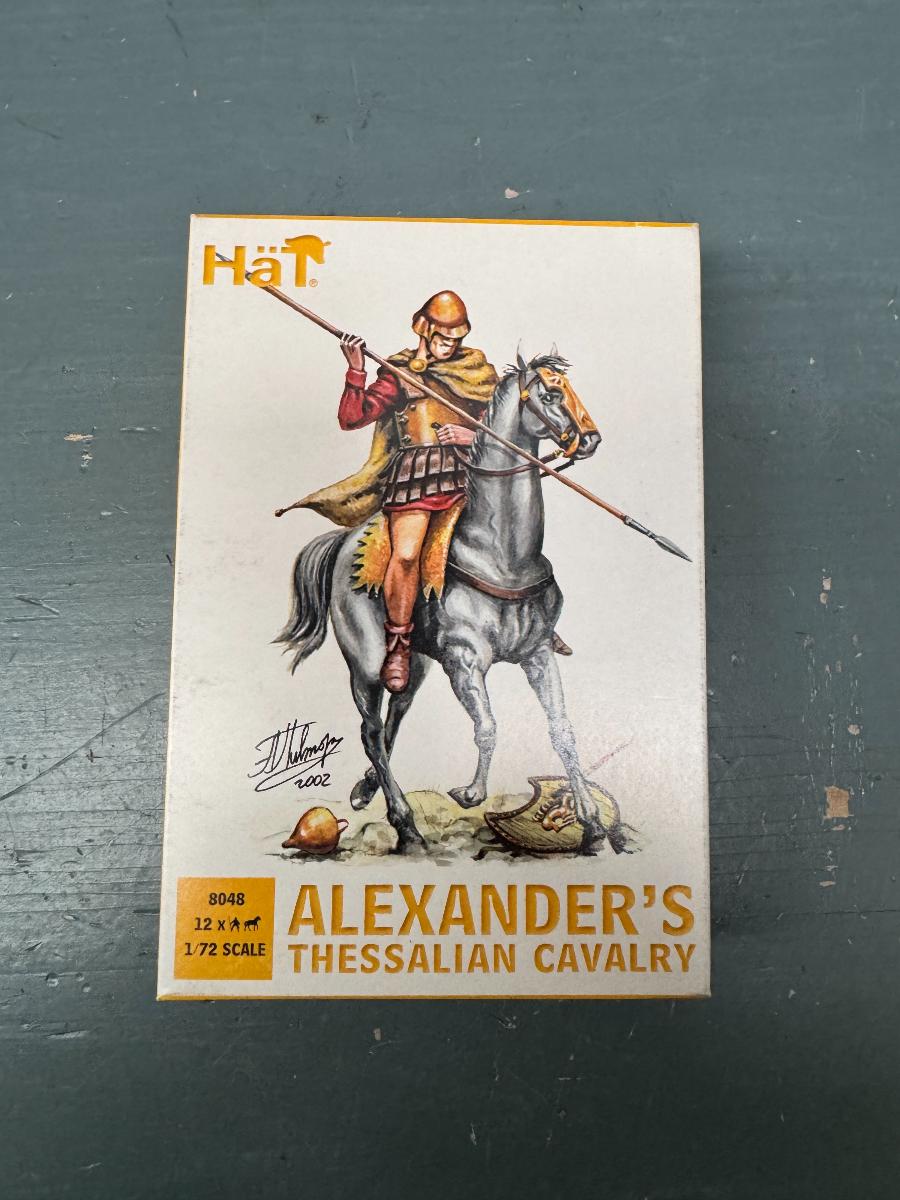 HäT®
2002
8048
12 x
1/72 SCALE
ALEXANDER'S
THESSALIAN CAVALRY